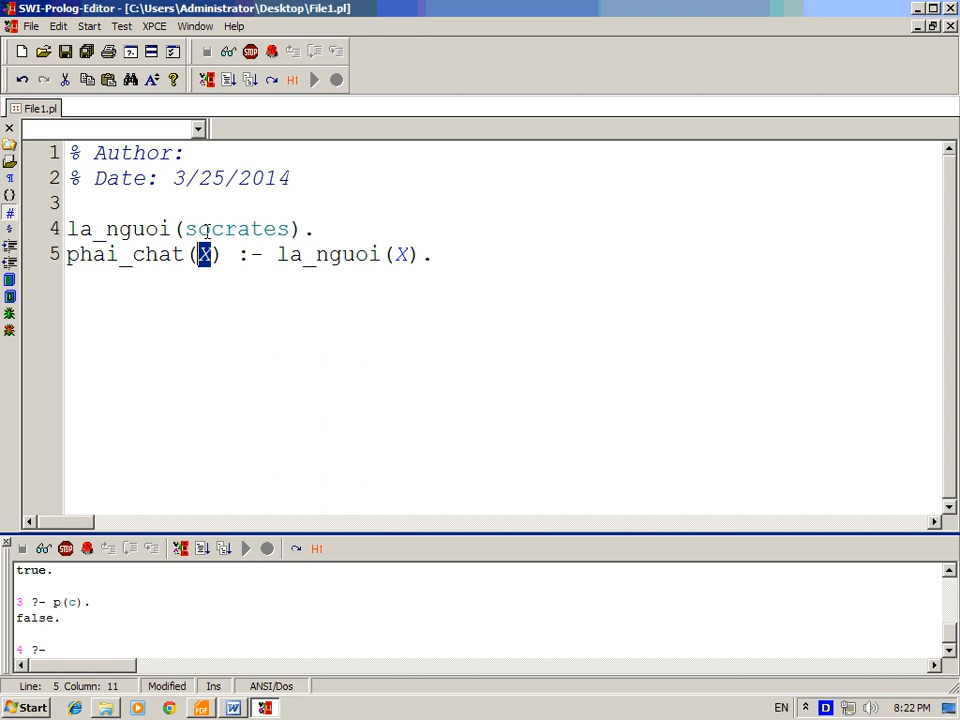 SWI-Prolog-Editor - [C:\Users\Administrator\Desktop\File1.pl]
File Edit Start Test XPCE Window Help
File1.pl
1 % Author:
2 % Date: 3/25/2014
3
4 la_nguoi(socrates).
5 phai_chat(X) :- la_nguoi(X).
true.
3 ?- p(c).
false.
4 ?-
Line: 5 Column: 11 Modified Ins ANSI/Dos
Start EN 8:22 PM